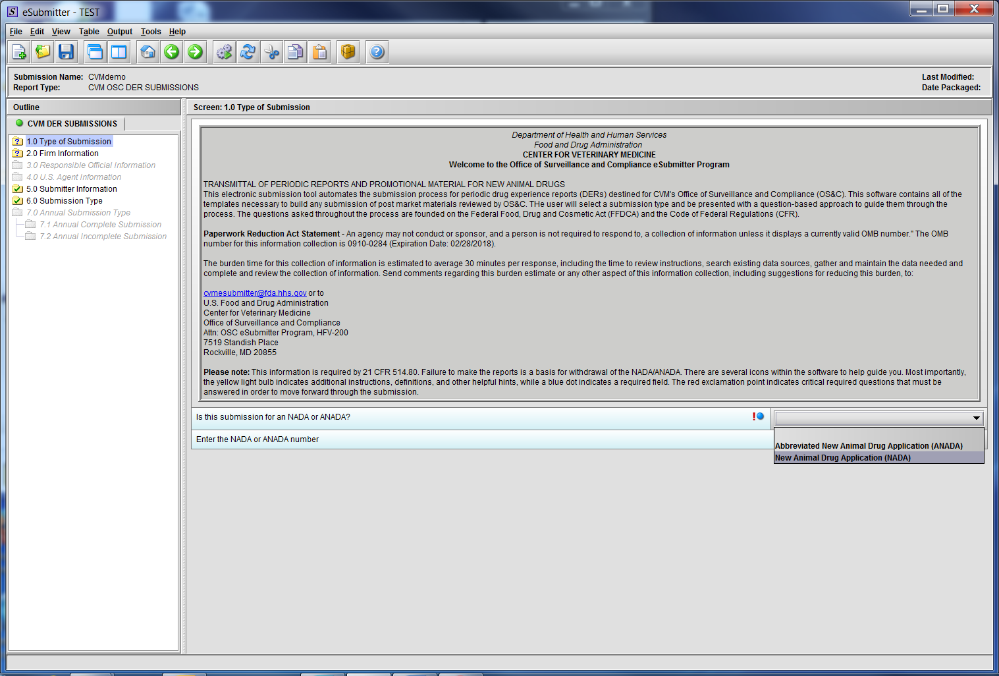 eSubmitter - TEST
File Edit View Table Output Tools Help
Submission Name: CVMdemo
Last Modified:
Report Type: CVM OSC DER SUBMISSIONS
Date Packaged:
Outline
CVM DER SUBMISSIONS
1.0 Type of Submission
2.0 Firm Information
3.0 Responsible Official Information
4.0 U.S. Agent Information
5.0 Submitter Information
6.0 Submission Type
7.0 Annual Submission Type
7.1 Annual Complete Submission
7.2 Annual Incomplete Submission
Screen: 1.0 Type of Submission
Department of Health and Human Services
Food and Drug Administration
CENTER FOR VETERINARY MEDICINE
Welcome to the Office of Surveillance and Compliance eSubmitter Program
TRANSMITTAL OF PERIODIC REPORTS AND PROMOTIONAL MATERIAL FOR NEW ANIMAL DRUGS
This electronic submission tool automates the submission process for periodic drug experience reports (DERs) destined for CVM's Office of Surveillance and Compliance (OS&C). This software contains all of the
templates necessary to build any submission of post market materials reviewed by OS&C. THe user will select a submission type and be presented with a question-based approach to guide them through the
process. The questions asked throughout the process are founded on the Federal Food, Drug and Cosmetic Act (FFDCA) and the Code of Federal Regulations (CFR).
Paperwork Reduction Act Statement - An agency may not conduct or sponsor, and a person is not required to respond to, a collection of information unless it displays a currently valid OMB number." The OMB
number for this information collection is 0910-0284 (Expiration Date: 02/28/2018).
The burden time for this collection of information is estimated to average 30 minutes per response, including the time to review instructions, search existing data sources, gather and maintain the data needed and
complete and review the collection of information. Send comments regarding this burden estimate or any other aspect of this information collection, including suggestions for reducing this burden, to:
cvmesubmitter@fda.hhs.gov or to
U.S. Food and Drug Administration
Center for Veterinary Medicine
Office of Surveillance and Compliance
Attn: OSC eSubmitter Program, HFV-200
7519 Standish Place
Rockville, MD 20855
Please note: This information is required by 21 CFR 514.80. Failure to make the reports is a basis for withdrawal of the NADA/ANADA. There are several icons within the software to help guide you. Most importantly,
the yellow light bulb indicates additional instructions, definitions, and other helpful hints, while a blue dot indicates a required field. The red exclamation point indicates critical required questions that must be
answered in order to move forward through the submission.
Is this submission for an NADA or ANADA?
Enter the NADA or ANADA number
Abbreviated New Animal Drug Application (ANADA)
New Animal Drug Application (NADA)